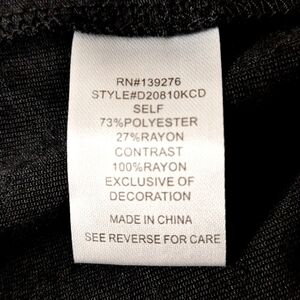 RN#139276
STYLE#D20810KCD
SELF
73%POLYESTER
27%RAYON
CONTRAST
100%RAYON
EXCLUSIVE OF
DECORATION
MADE IN CHINA
SEE REVERSE FOR CARE